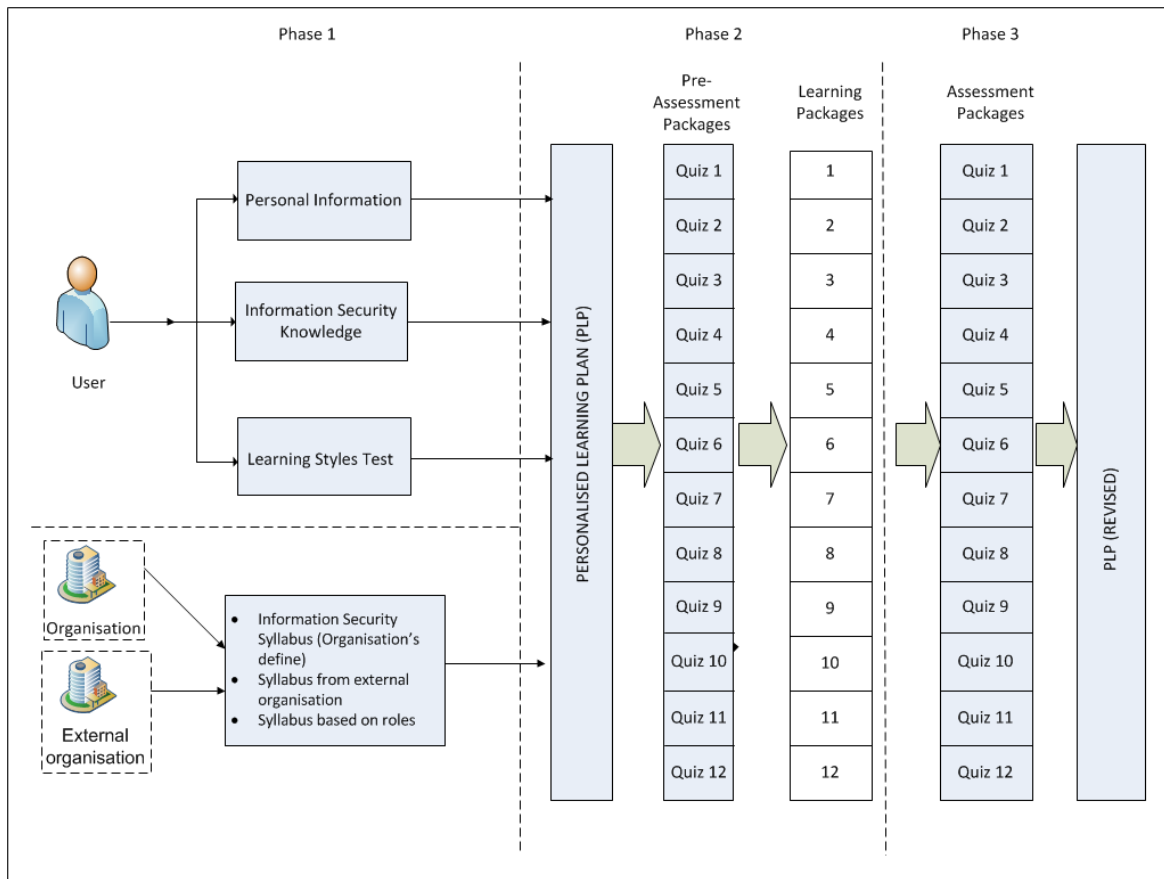 Phase 1
Phase 2
Phase 3
Pre-
Assessment
Packages
Learning
Packages
Assessment
Packages
User
Personal Information
Information Security
Knowledge
Learning Styles Test
Organisation
External
organisation
• Information Security
Syllabus (Organisation's
define)
• Syllabus from external
organisation
• Syllabus based on roles
PERSONALISED LEARNING PLAN (PLP)
Quiz 1
Quiz 2
Quiz 3
Quiz 4
Quiz 5
Quiz 6
Quiz 7
Quiz 8
Quiz 9
Quiz 10
Quiz 11
Quiz 12
1
2
3
4
5
6
7
8
9
10
11
12
Quiz 1
Quiz 2
Quiz 3
Quiz 4
Quiz 5
Quiz 6
Quiz 7
Quiz 8
Quiz 9
Quiz 10
Quiz 11
Quiz 12
PLP (REVISED)